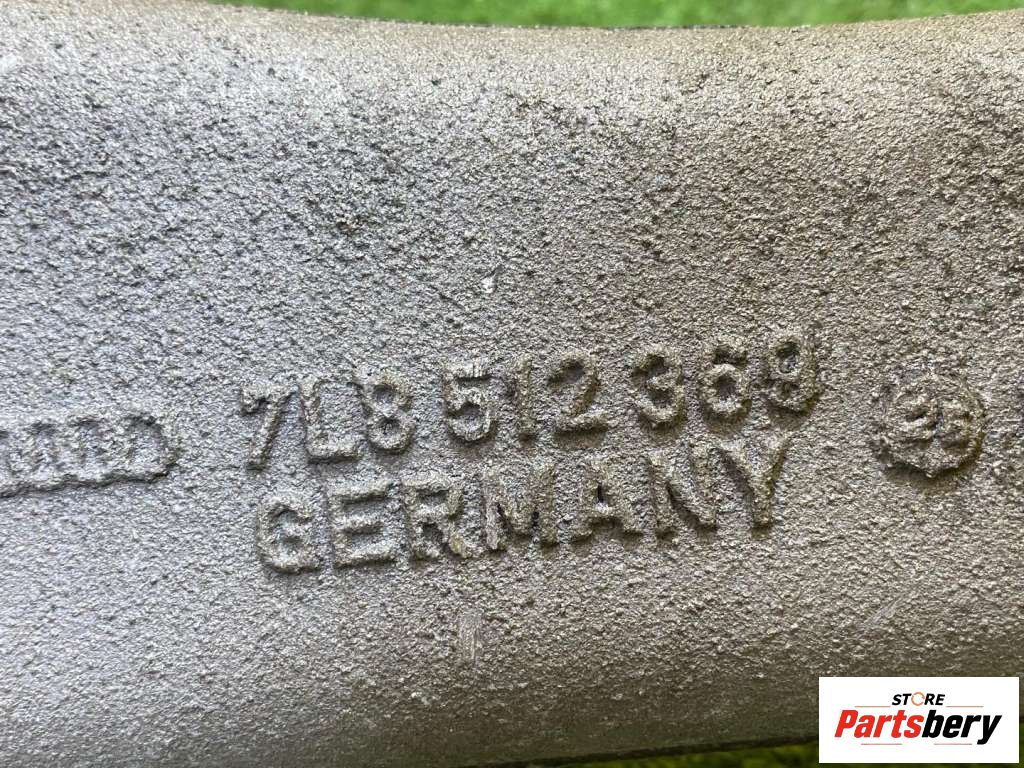 7L8 512 369
GERMANY
STORE
Partsbery